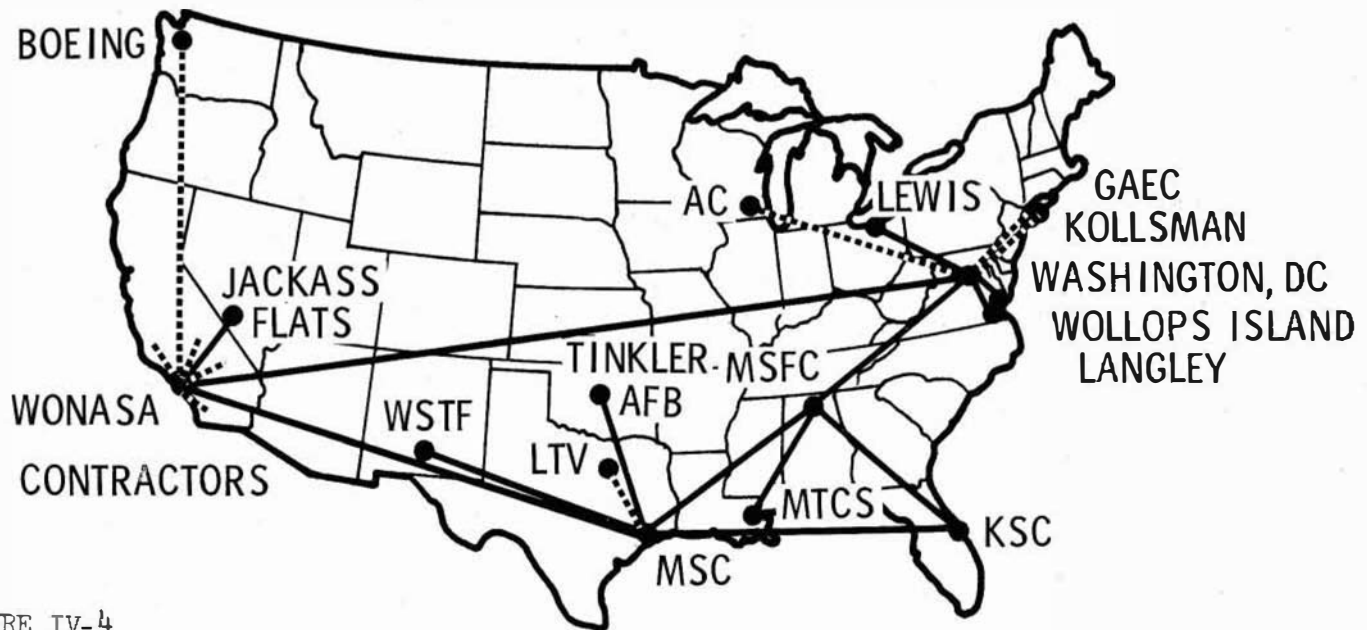 BOEING
JACKASS
FLATS
WONASA
CONTRACTORS
WSTF
TINKLER
AFB
LTV
MSFC
MTCS
MSC
KSC
AC
LEWIS
GAEC
KOLLSMAN
WASHINGTON, DC
WOLLOPS ISLAND
LANGLEY
RE IV-4